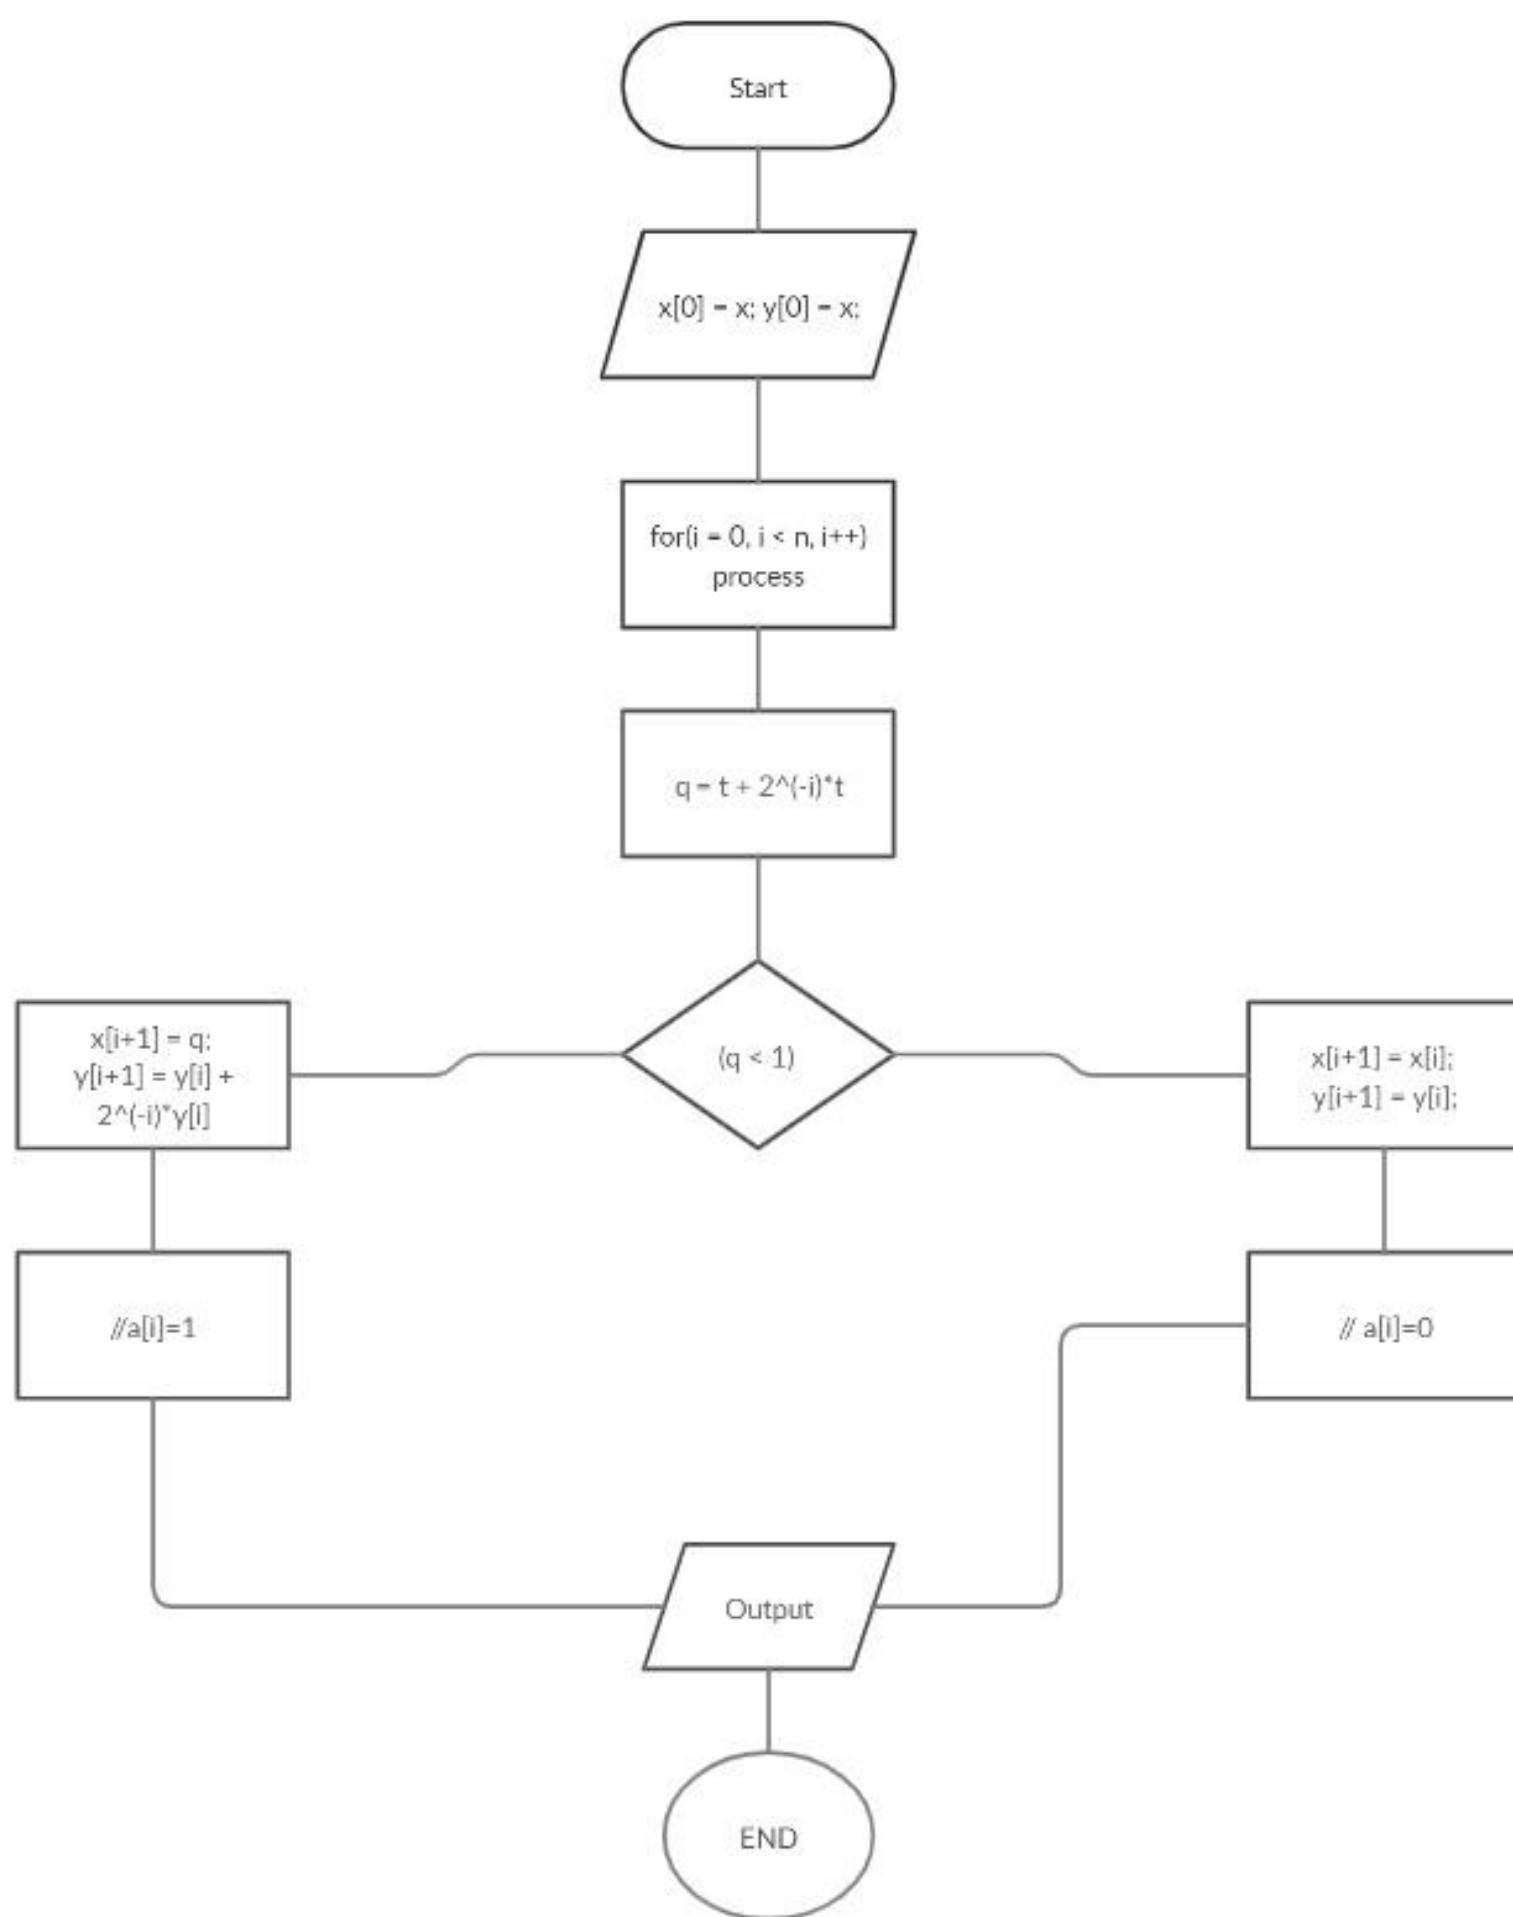 Start
x[0] = x; y[0] = x;
for(i = 0, i < n, i++)
process
q = t + 2^(-i)*t
(q < 1)
x[i+1] = q;
y[i+1] = y[i] +
2^(-i)*y[i]
x[i+1] = x[i];
y[i+1] = y[i];
//a[i]=1
// a[i]=0
Output
END